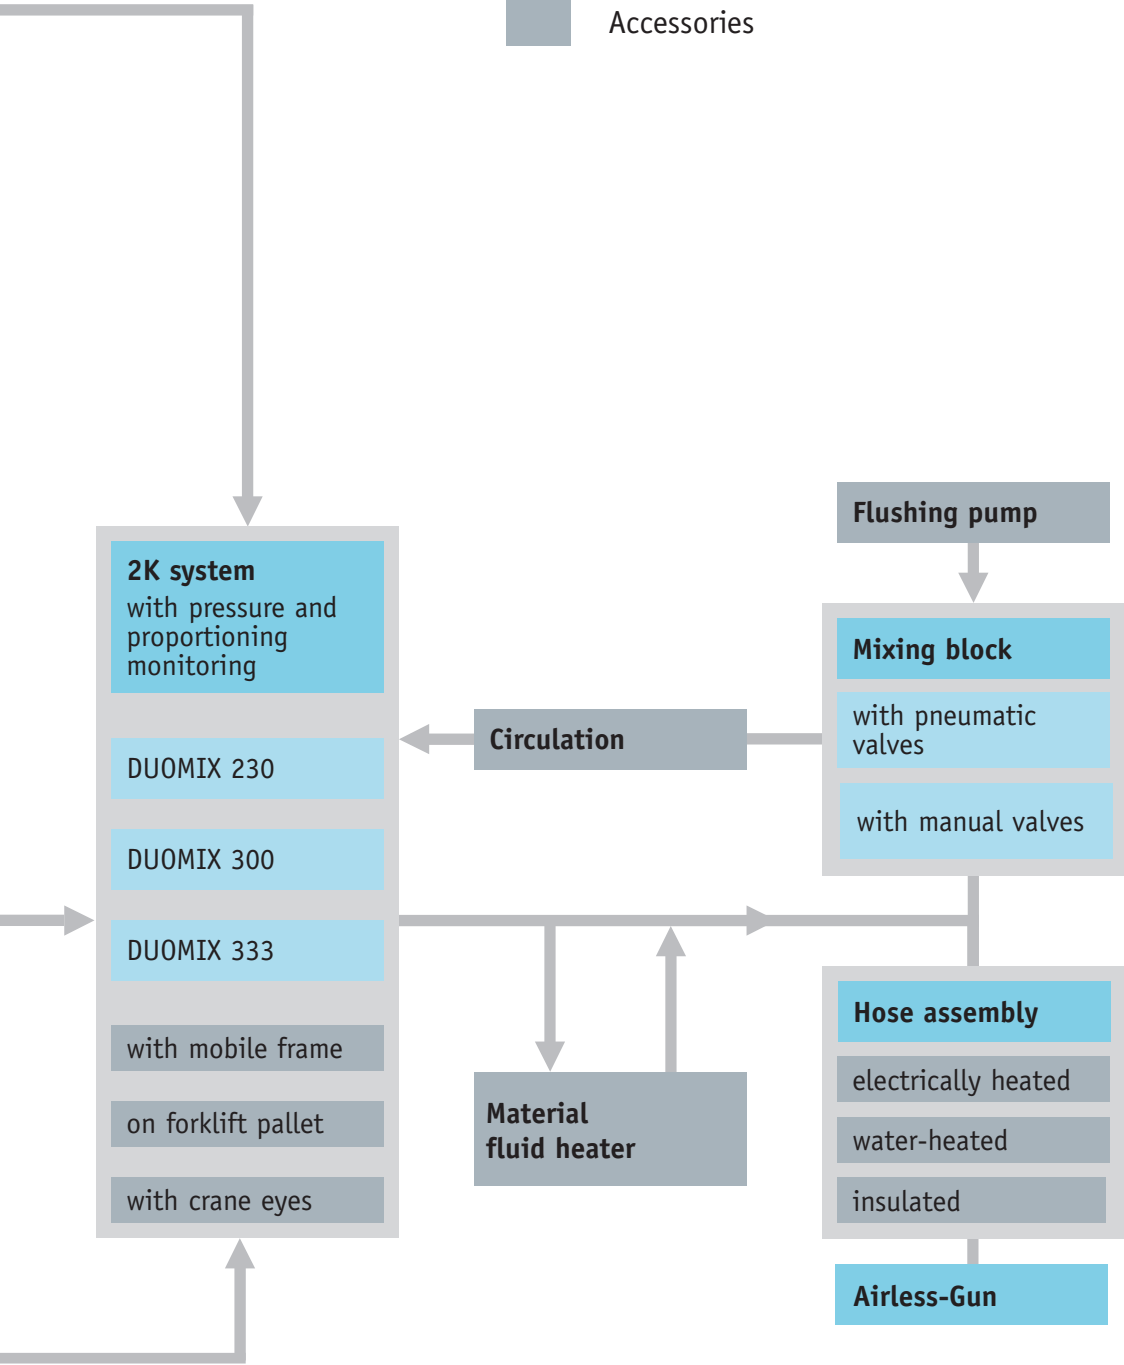 Accessories
2K system
with pressure and
proportioning
monitoring
DUOMIX 230
DUOMIX 300
DUOMIX 333
with mobile frame
on forklift pallet
with crane eyes
Circulation
Material
fluid heater
Flushing pump
Mixing block
with pneumatic
valves
with manual valves
Hose assembly
electrically heated
water-heated
insulated
Airless-Gun